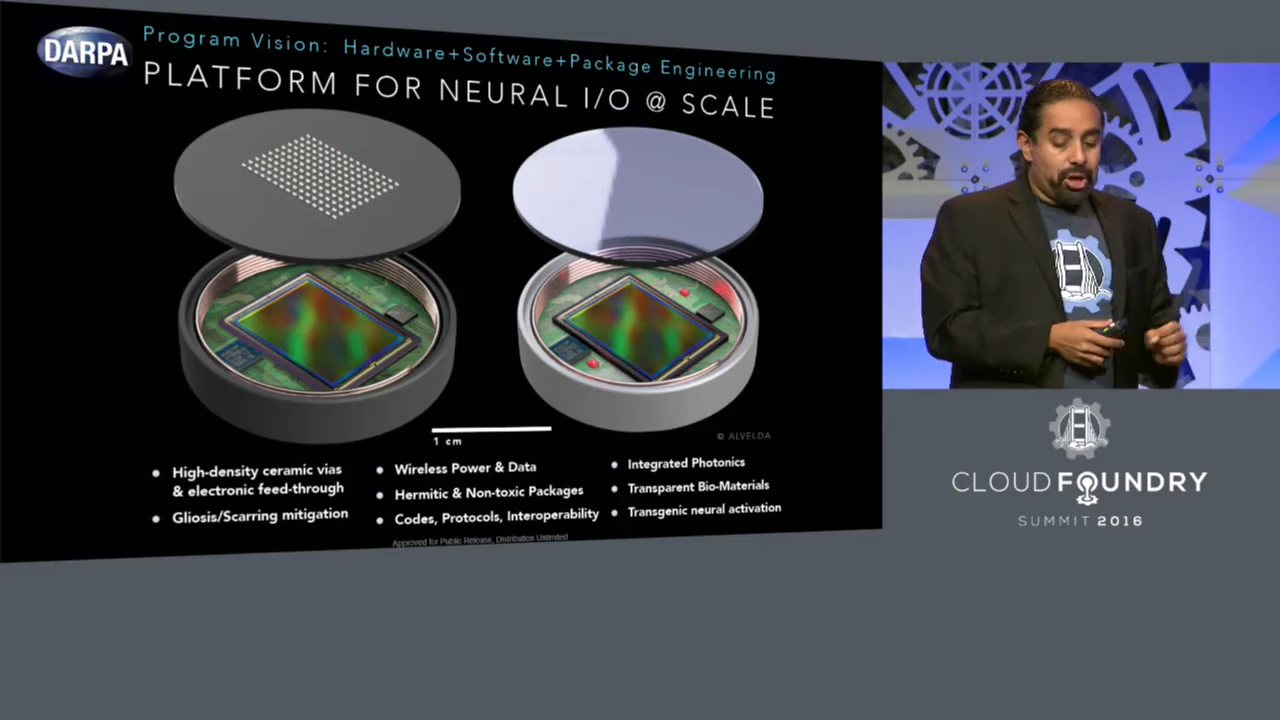 DARPA
Program Vision: Hardware+Software+Package Engineering
PLATFORM FOR NEURAL I/O @ SCALE
1 cm
© ALVELDA
High-density ceramic vias
& electronic feed-through
Gliosis/Scarring mitigation
Wireless Power & Data
Hermitic & Non-toxic Packages
Codes, Protocols, Interoperability
Integrated Photonics
Transparent Bio-Materials
Transgenic neural activation
Approved for Public Release, Distribution Unlimited
CLOUD FOUNDRY
SUMMIT 2016